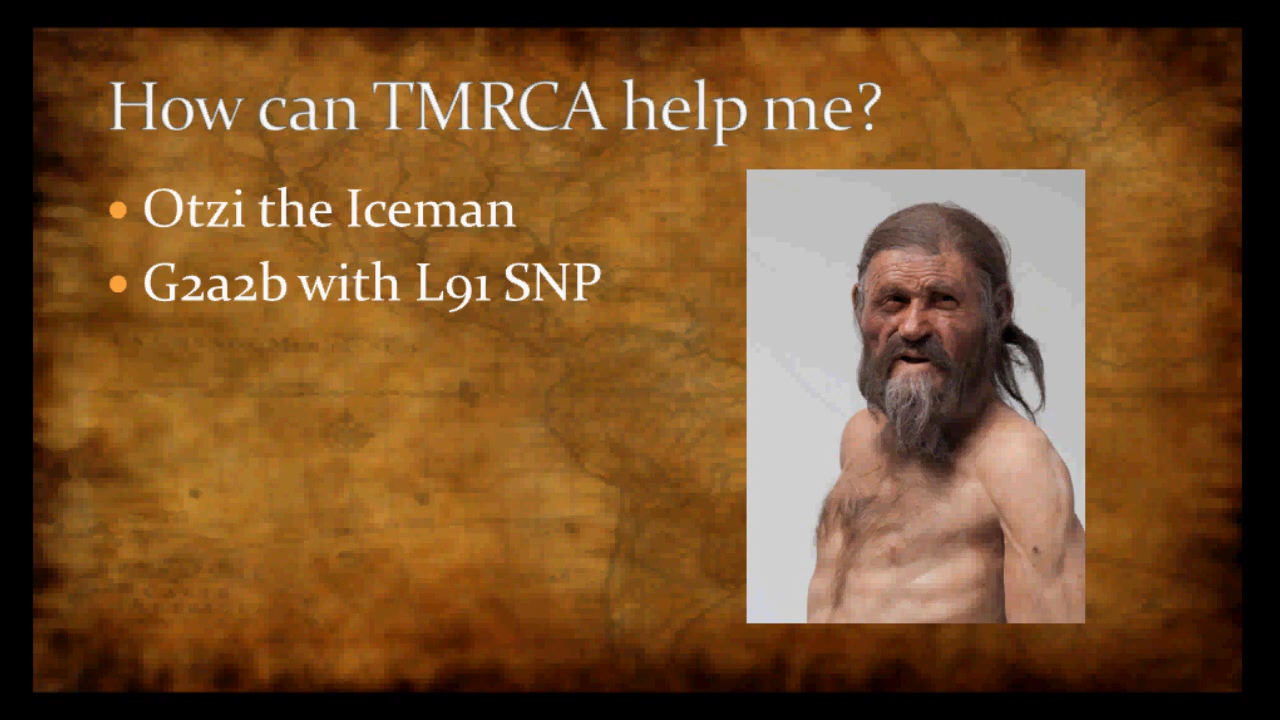 How can TMRCA help me?
• Otzi the Iceman
• G2a2b with L91 SNP